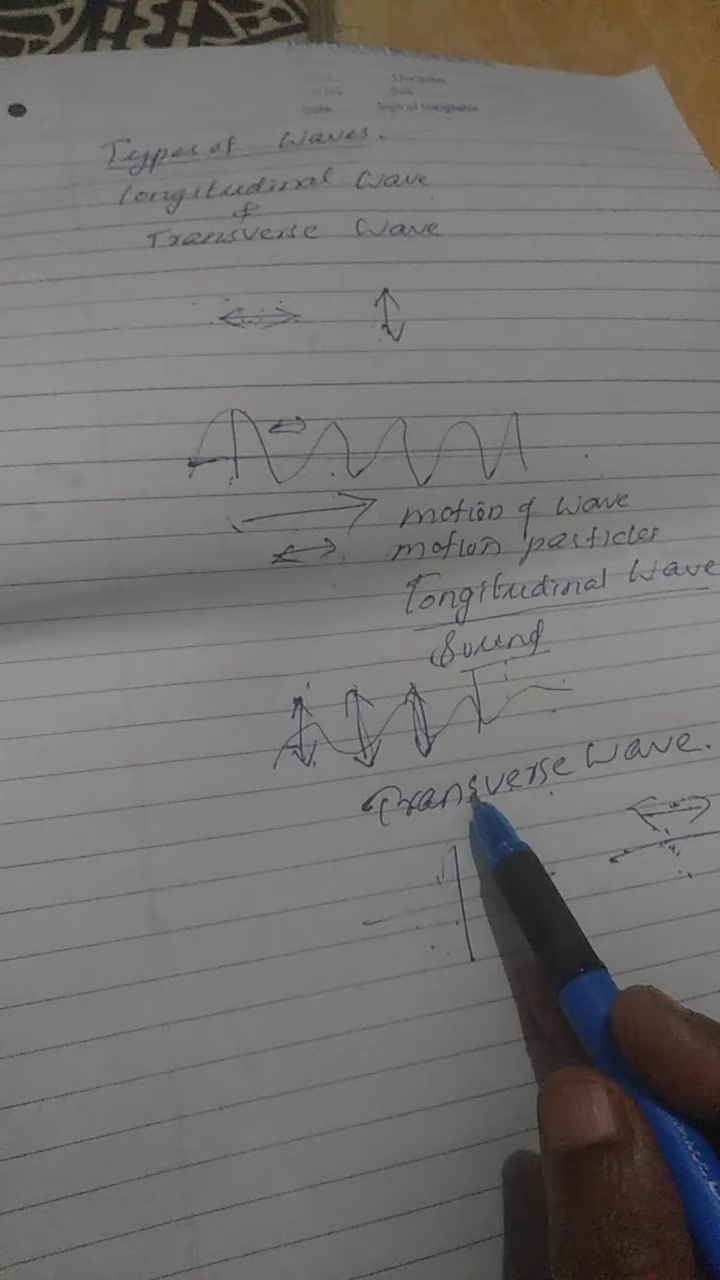 Types of Waves.
Longitudinal Wave
&
Transverse Wave
motion of wave
motion particles
Longitudinal Wave
Sound
Transverse Wave.